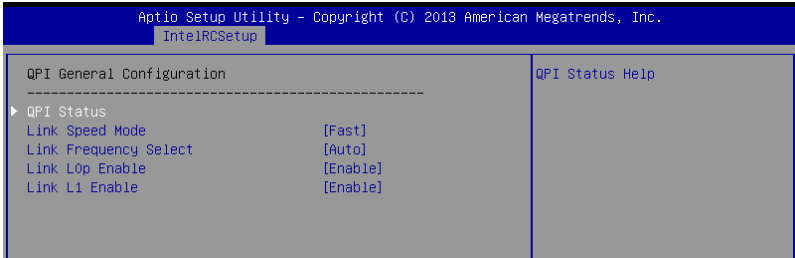 Aptio Setup Utility – Copyright (C) 2013 American Megatrends, Inc.
IntelRCSetup
QPI General Configuration
--------------------------------------------------
QPI Status
Link Speed Mode [Fast]
Link Frequency Select [Auto]
Link L0p Enable [Enable]
Link L1 Enable [Enable]
QPI Status Help